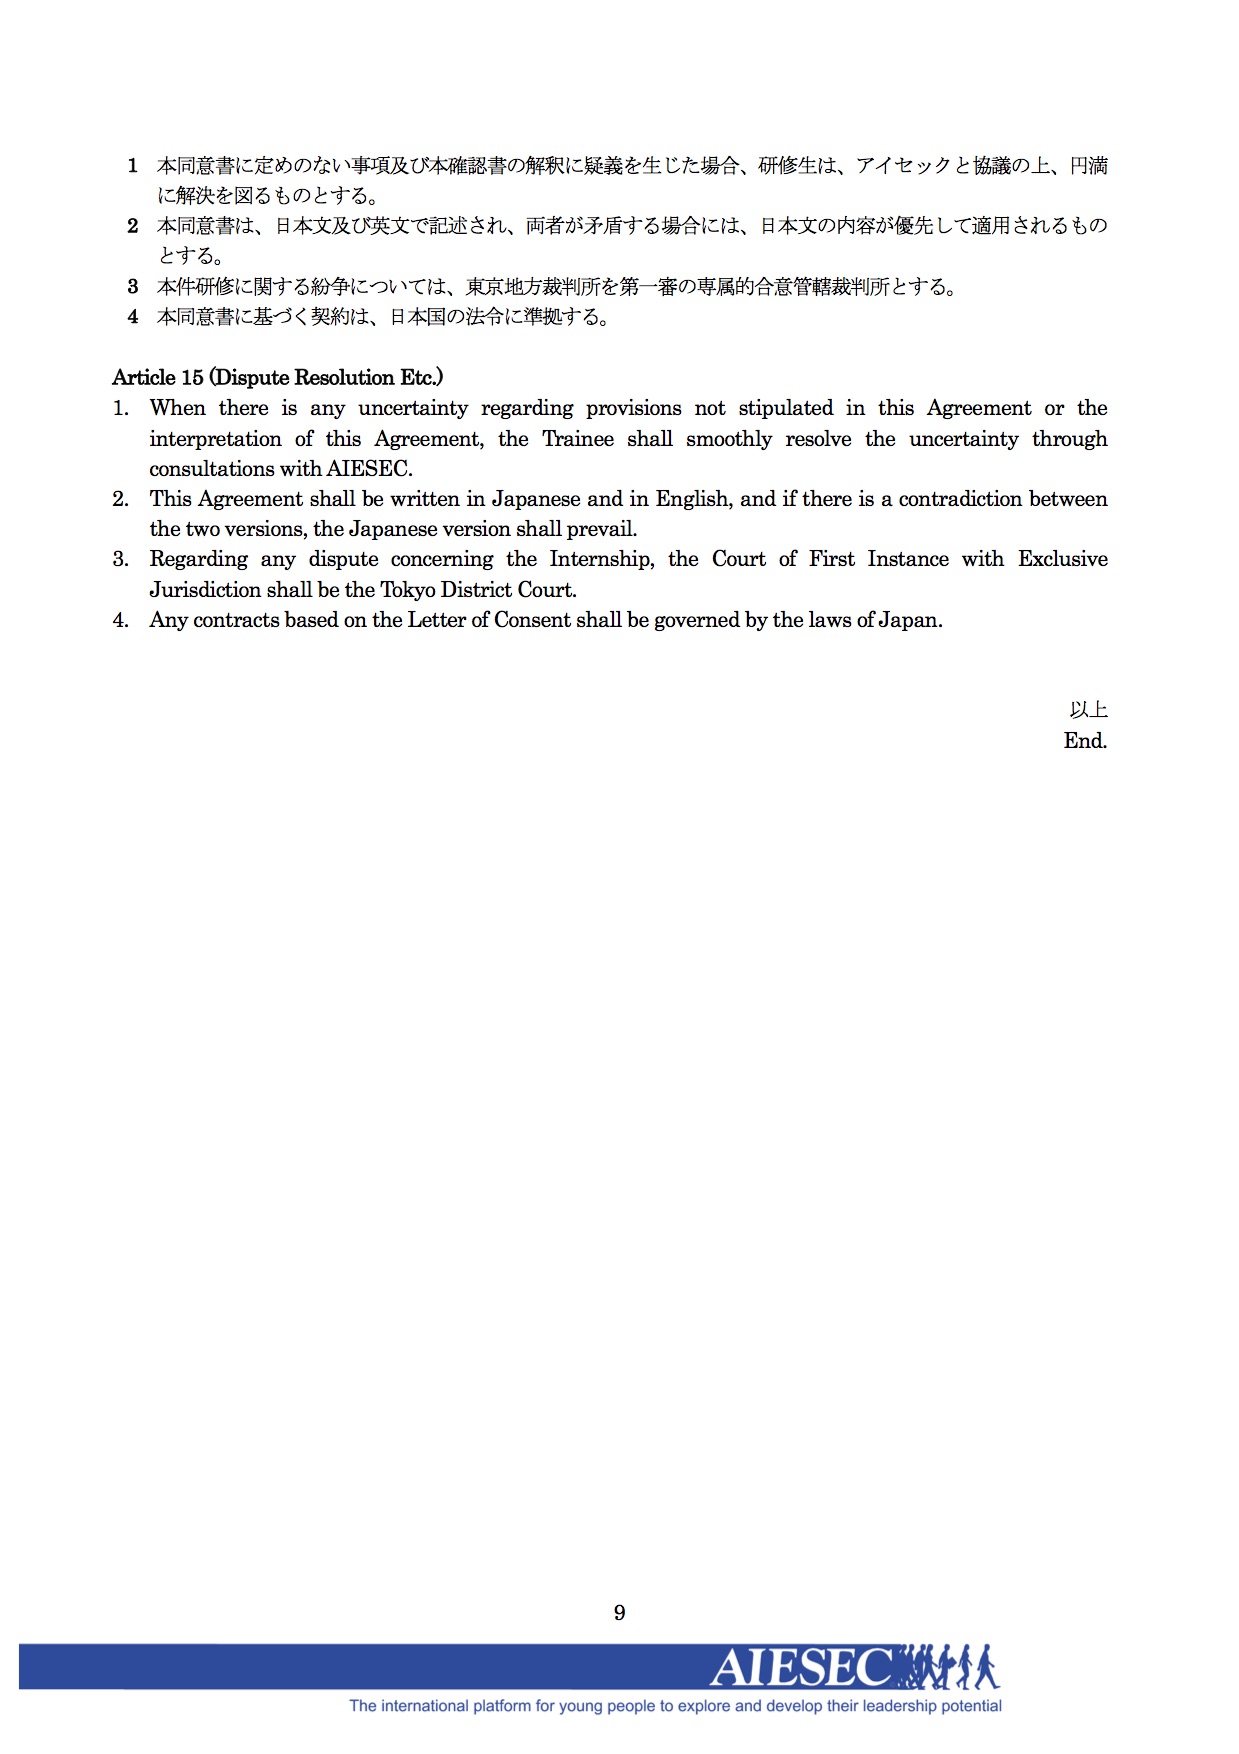 1 本同意書に定めのない事項及び本確認書の解釈に疑義を生じた場合、研修生は、アイセックと協議の上、円満
に解決を図るものとする。
2 本同意書は、日本文及び英文で記述され、両者が矛盾する場合には、日本文の内容が優先して適用されるもの
とする。
3 本件研修に関する紛争については、東京地方裁判所を第一審の専属的合意管轄裁判所とする。
4 本同意書に基づく契約は、日本国の法令に準拠する。
Article 15 (Dispute Resolution Etc.)
1. When there is any uncertainty regarding provisions not stipulated in this Agreement or the
interpretation of this Agreement, the Trainee shall smoothly resolve the uncertainty through
consultations with AIESEC.
2. This Agreement shall be written in Japanese and in English, and if there is a contradiction between
the two versions, the Japanese version shall prevail.
3. Regarding any dispute concerning the Internship, the Court of First Instance with Exclusive
Jurisdiction shall be the Tokyo District Court.
4. Any contracts based on the Letter of Consent shall be governed by the laws of Japan.
以上
End.
9
AIESEC
The international platform for young people to explore and develop their leadership potential